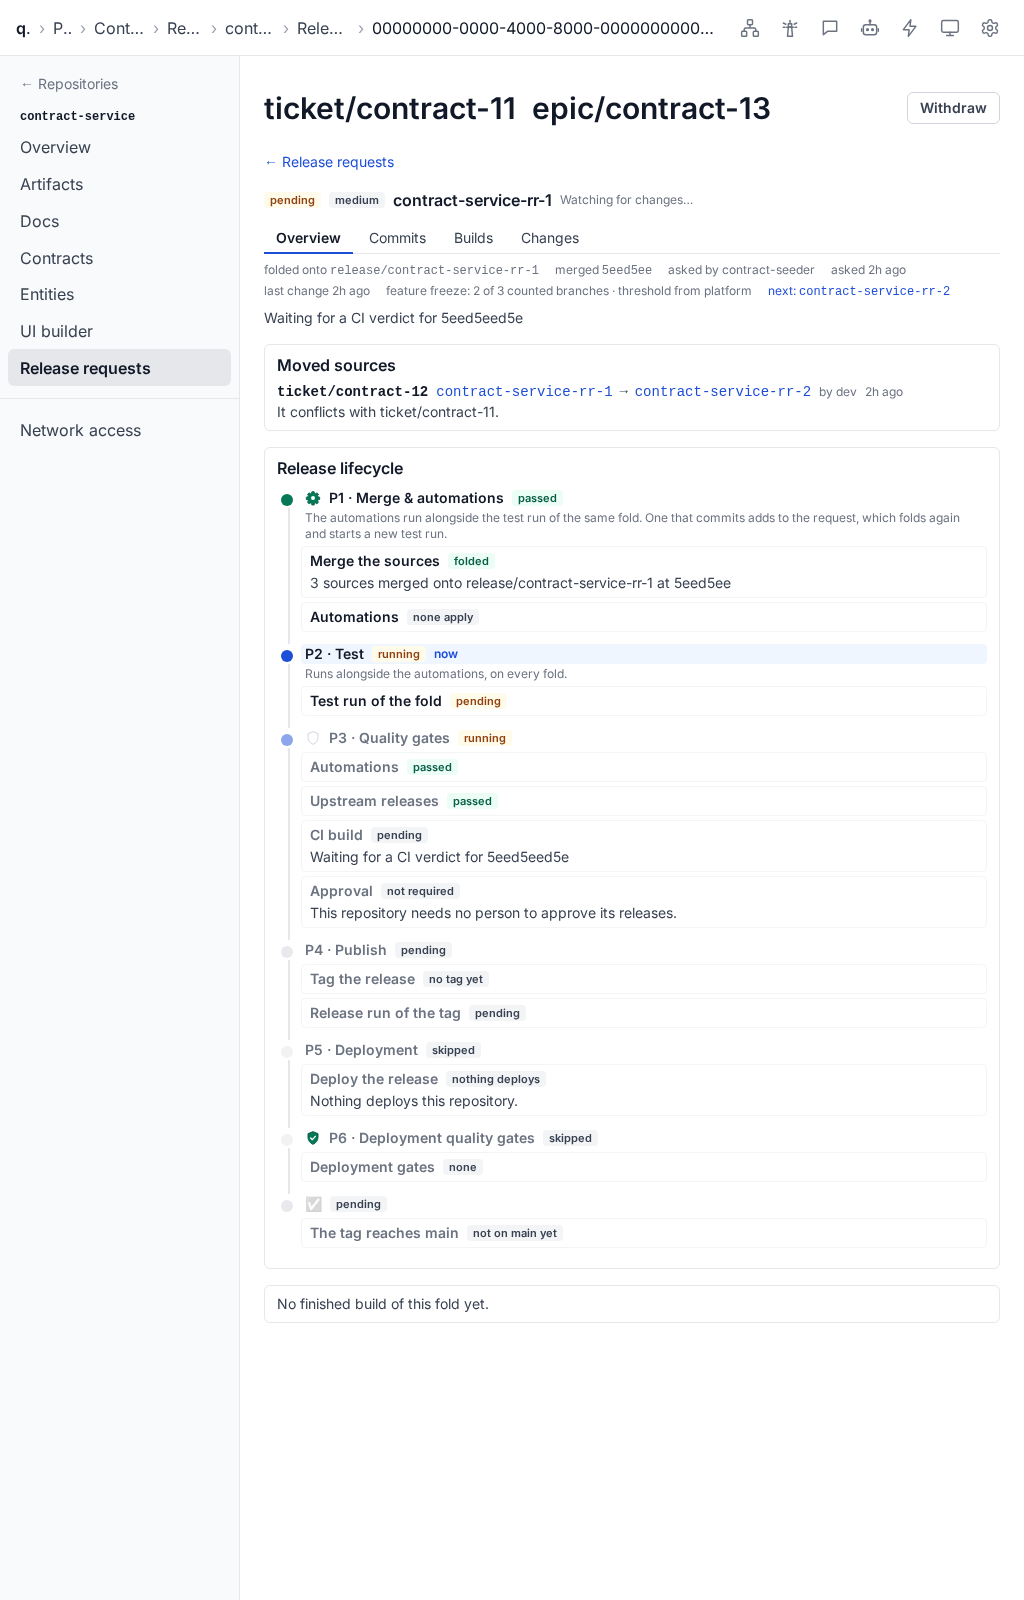 q. › P.. › Cont... › Re... › cont... › Rele... › 00000000-0000-4000-8000-0000000000...
← Repositories
contract-service
Overview
Artifacts
Docs
Contracts
Entities
UI builder
Release requests
Network access
ticket/contract-11 epic/contract-13
Withdraw
← Release requests
pending medium contract-service-rr-1 Watching for changes...
Overview Commits Builds Changes
folded onto release/contract-service-rr-1 merged 5eed5ee asked by contract-seeder asked 2h ago
last change 2h ago feature freeze: 2 of 3 counted branches · threshold from platform next: contract-service-rr-2
Waiting for a CI verdict for 5eed5eed5e
Moved sources
ticket/contract-12 contract-service-rr-1 → contract-service-rr-2 by dev 2h ago
It conflicts with ticket/contract-11.
Release lifecycle
P1 · Merge & automations passed
The automations run alongside the test run of the same fold. One that commits adds to the request, which folds again
and starts a new test run.
Merge the sources folded
3 sources merged onto release/contract-service-rr-1 at 5eed5ee
Automations none apply
P2 · Test running now
Runs alongside the automations, on every fold.
Test run of the fold pending
P3 · Quality gates running
Automations passed
Upstream releases passed
CI build pending
Waiting for a CI verdict for 5eed5eed5e
Approval not required
This repository needs no person to approve its releases.
P4 · Publish pending
Tag the release no tag yet
Release run of the tag pending
P5 · Deployment skipped
Deploy the release nothing deploys
Nothing deploys this repository.
P6 · Deployment quality gates skipped
Deployment gates none
pending
The tag reaches main not on main yet
No finished build of this fold yet.